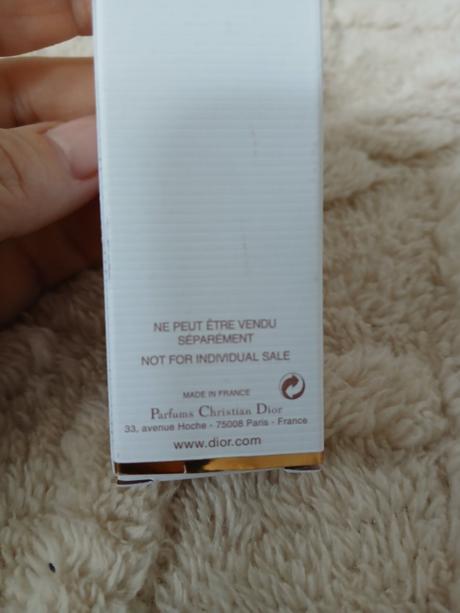 NE PEUT ÊTRE VENDU
SÉPARÉMENT
NOT FOR INDIVIDUAL SALE
MADE IN FRANCE
Parfums Christian Dior
33, avenue Hoche - 75008 Paris - France
www.dior.com